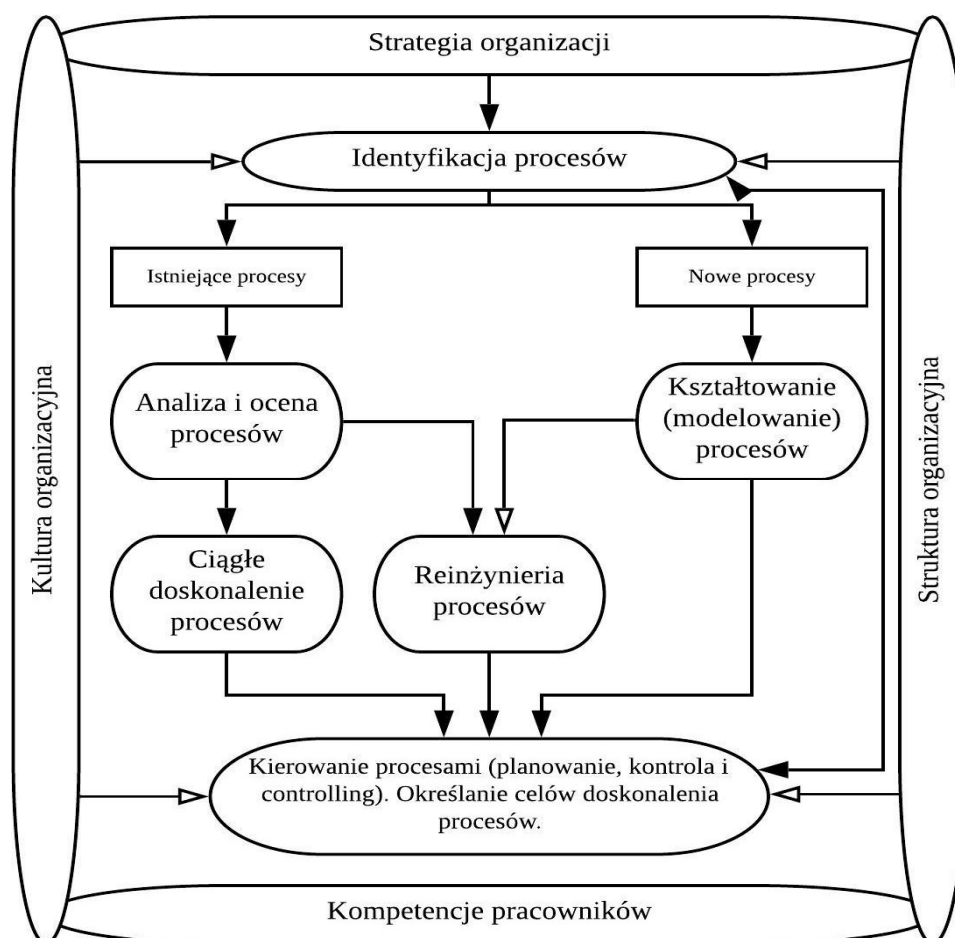 Strategia organizacji
Identyfikacja procesów
Istniejące procesy
Nowe procesy
Analiza i ocena
procesów
Kształtowanie
(modelowanie)
procesów
Ciągłe
doskonalenie
procesów
Reinżynieria
procesów
Kierowanie procesami (planowanie, kontrola i
controlling). Określanie celów doskonalenia
procesów.
Kompetencje pracowników
Kultura organizacyjna
Struktura organizacyjna